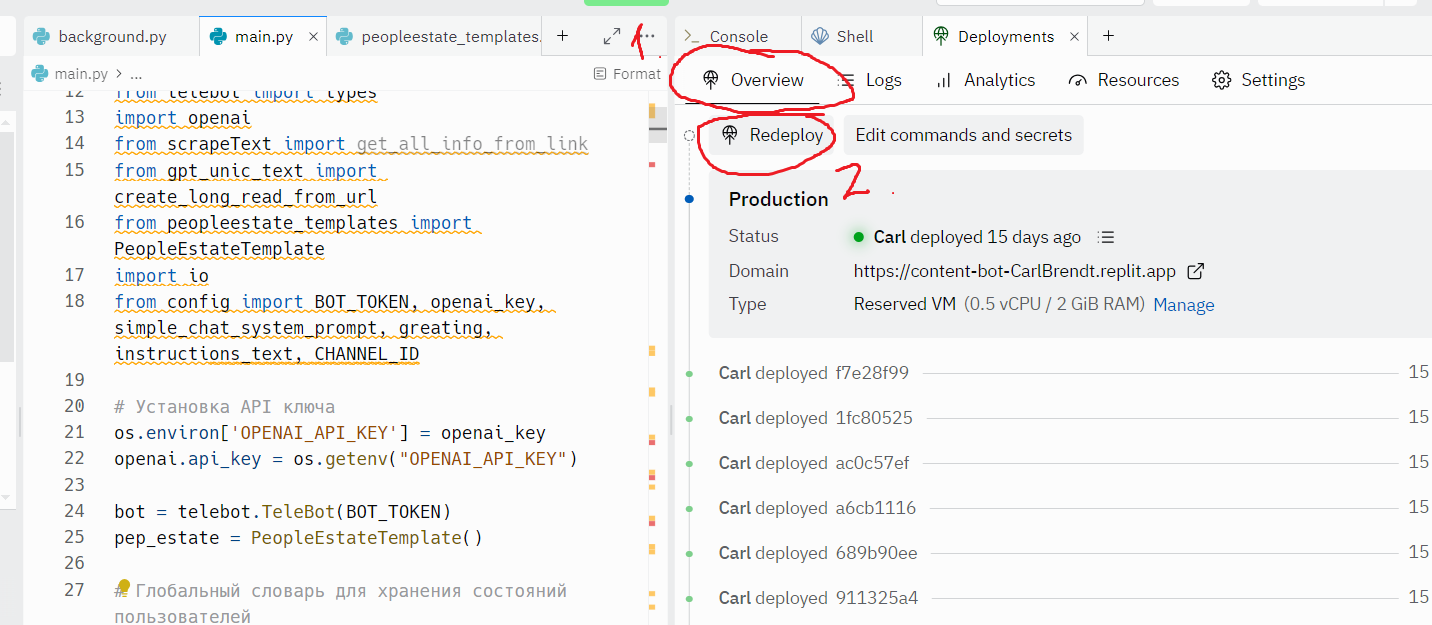 background.py
main.py
peopleestate_templates.
Console
Shell
Deployments
main.py > ...
Format
Overview
Logs
Analytics
Resources
Settings
1
12 from telebot import types
13 import openai
14 from scrapeText import get_all_info_from_link
15 from gpt_unic_text import
create_long_read_from_url
16 from peopleestate_templates import
PeopleEstateTemplate
17 import io
18 from config import BOT_TOKEN, openai_key,
simple_chat_system_prompt, greating,
instructions_text, CHANNEL_ID
19
20 # Установка API ключа
21 os.environ['OPENAI_API_KEY'] = openai_key
22 openai.api_key = os.getenv("OPENAI_API_KEY")
23
24 bot = telebot.TeleBot(BOT_TOKEN)
25 pep_estate = PeopleEstateTemplate()
26
27 # Глобальный словарь для хранения состояний
пользователей
Redeploy
Edit commands and secrets
2
Production
Status Carl deployed 15 days ago
Domain https://content-bot-CarlBrendt.replit.app
Type Reserved VM (0.5 vCPU / 2 GiB RAM) Manage
Carl deployed f7e28f99 15
Carl deployed 1fc80525 15
Carl deployed ac0c57ef 15
Carl deployed a6cb1116 15
Carl deployed 689b90ee 15
Carl deployed 911325a4 15